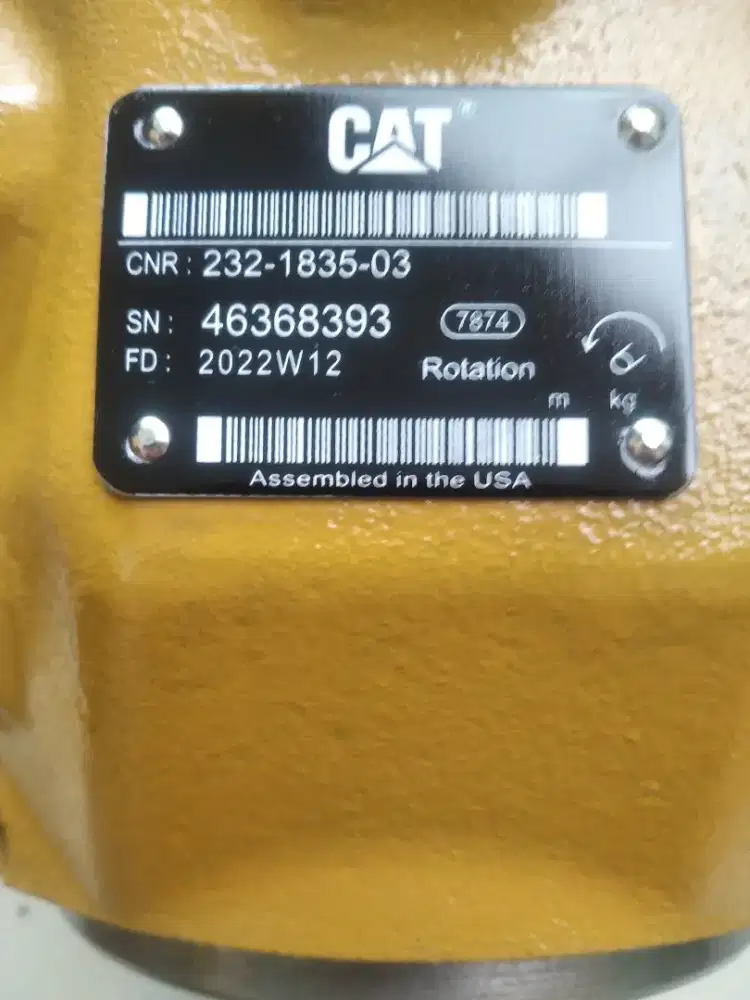 CAT®
CNR: 232-1835-03
SN: 46368393 7874
FD: 2022W12 Rotation
m kg
Assembled in the USA